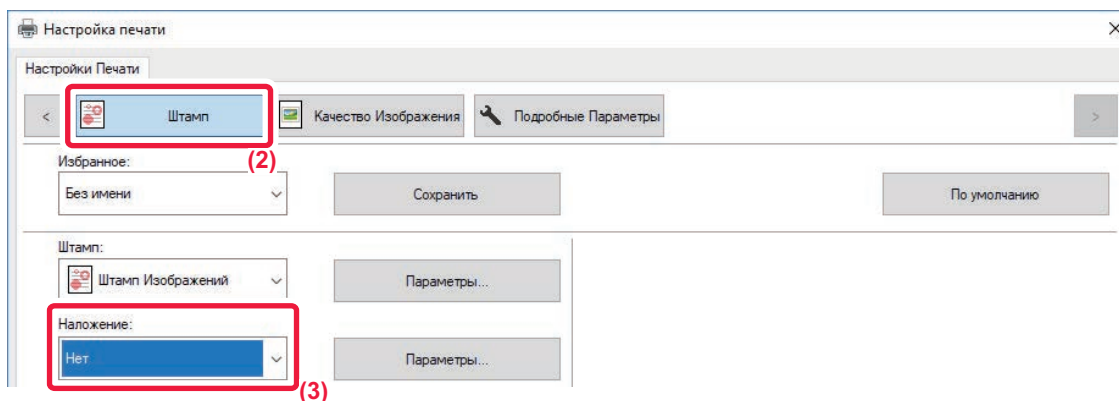 Настройка печати
Настройки Печати
< Штамп Качество Изображения Подробные Параметры >
(2)
Избранное:
Без имени Сохранить По умолчанию
Штамп:
Штамп Изображений Параметры...
Наложение:
Нет Параметры...
(3)